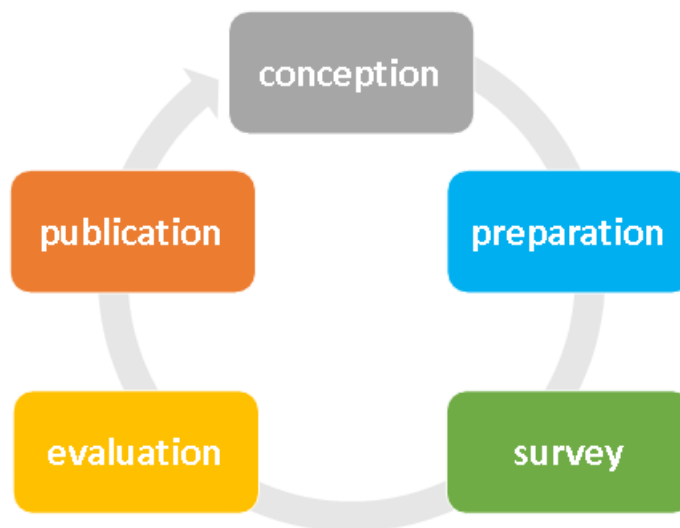 conception
preparation
survey
evaluation
publication